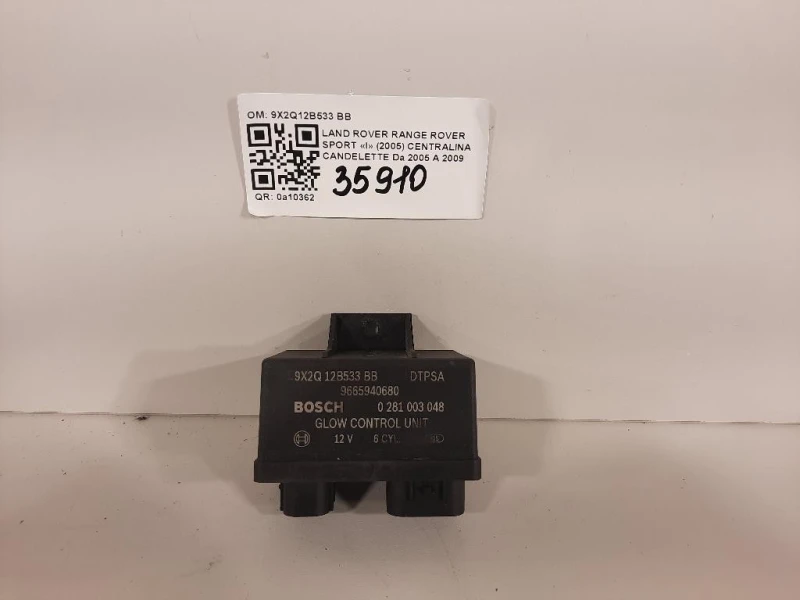 OM: 9X2Q12B533 BB
LAND ROVER RANGE ROVER
SPORT «I» (2005) CENTRALINA
CANDELETTE Da 2005 A 2009
35910
QR: 0a10362
9X2Q 12B533 BB DTPSA
9665940680
BOSCH 0 281 003 048
GLOW CONTROL UNIT
12 V 6 CYL